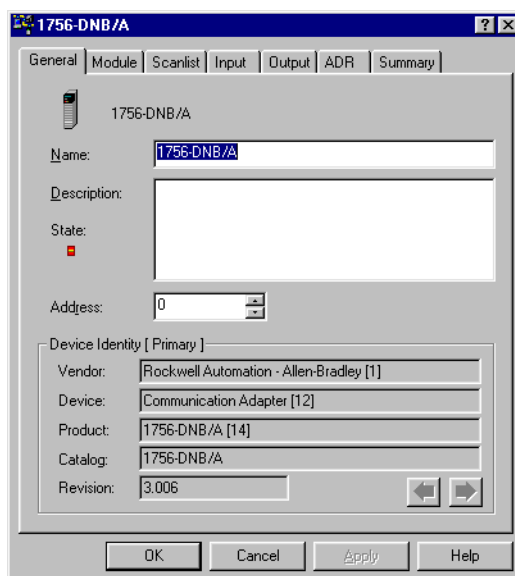 1756-DNB/A
General Module Scanlist Input Output ADR Summary
1756-DNB/A
Name: 1756-DNB/A
Description:
State:
Address: 0
Device Identity [ Primary ]
Vendor: Rockwell Automation - Allen-Bradley [1]
Device: Communication Adapter [12]
Product: 1756-DNB/A [14]
Catalog: 1756-DNB/A
Revision: 3.006
OK Cancel Apply Help